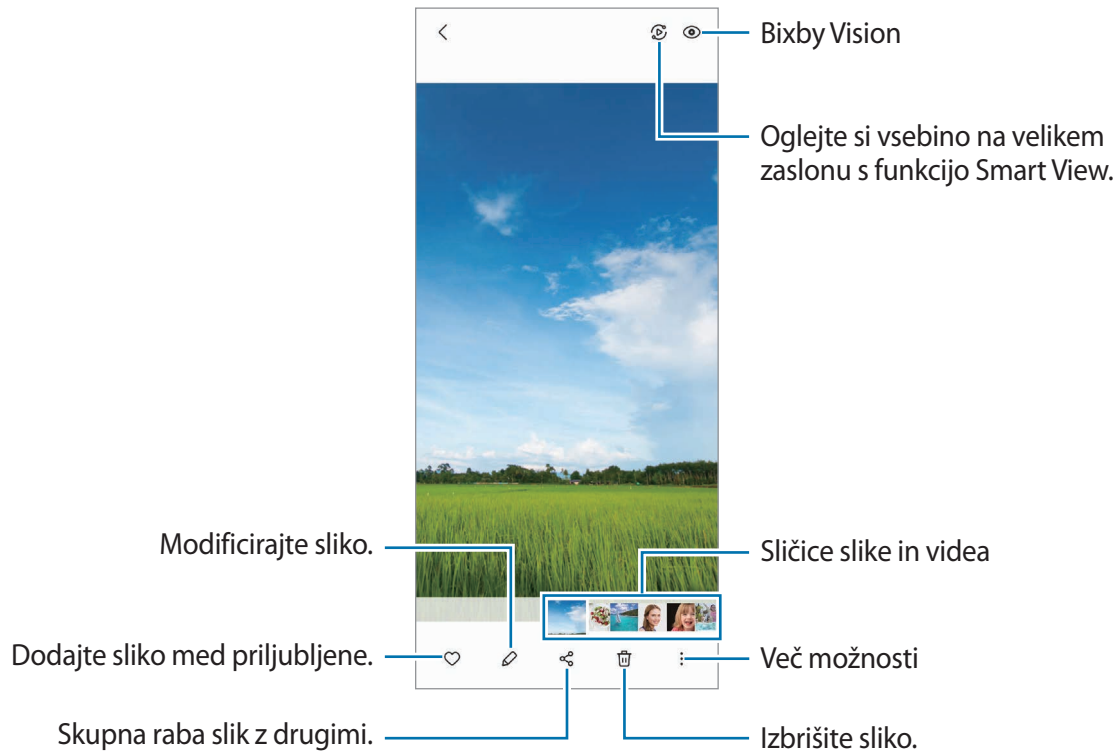 Bixby Vision
Oglejte si vsebino na velikem
zaslonu s funkcijo Smart View.
Modificirajte sliko.
Sličice slike in videa
Dodajte sliko med priljubljene.
Več možnosti
Skupna raba slik z drugimi.
Izbrišite sliko.